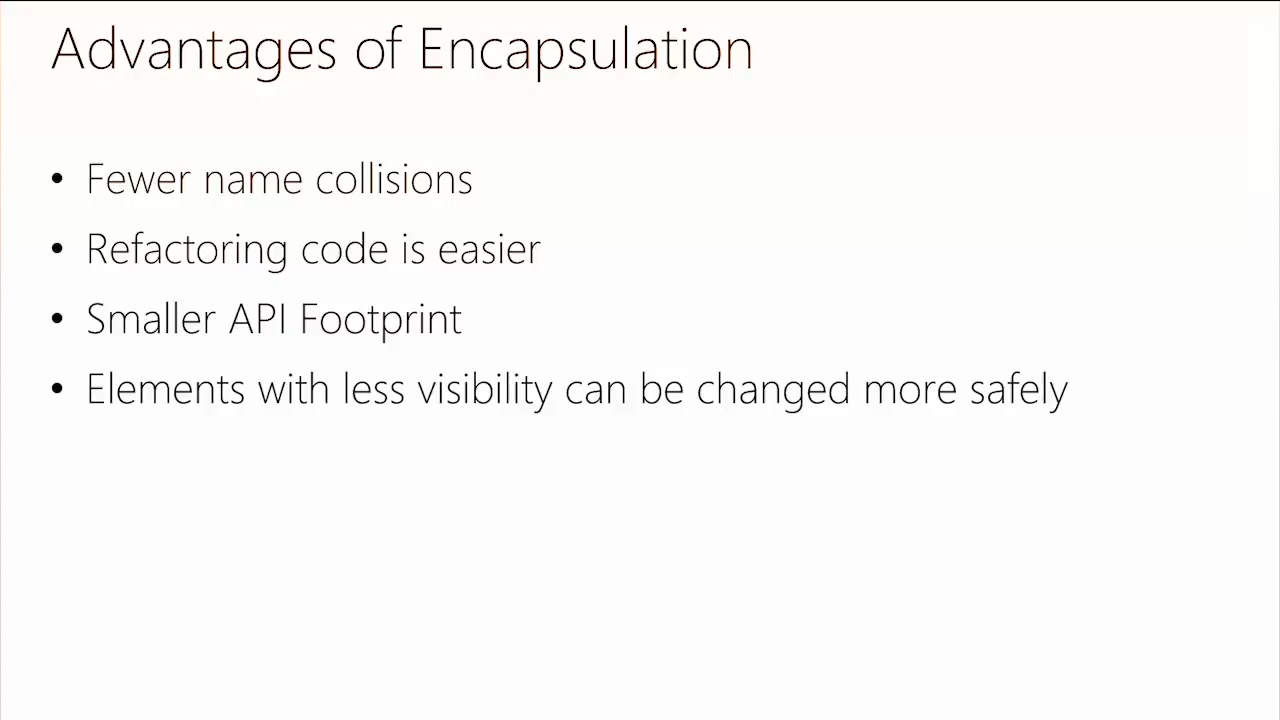 Advantages of Encapsulation
• Fewer name collisions
• Refactoring code is easier
• Smaller API Footprint
• Elements with less visibility can be changed more safely